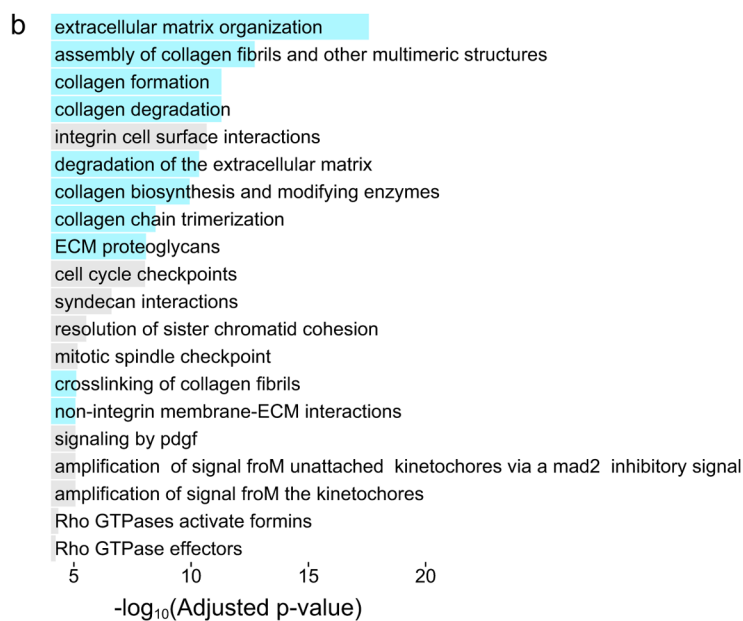 b
extracellular matrix organization
assembly of collagen fibrils and other multimeric structures
collagen formation
collagen degradation
integrin cell surface interactions
degradation of the extracellular matrix
collagen biosynthesis and modifying enzymes
collagen chain trimerization
ECM proteoglycans
cell cycle checkpoints
syndecan interactions
resolution of sister chromatid cohesion
mitotic spindle checkpoint
crosslinking of collagen fibrils
non-integrin membrane-ECM interactions
signaling by pdgf
amplification  of signal froM unattached  kinetochores via a mad2  inhibitory signal
amplification of signal froM the kinetochores
Rho GTPases activate formins
Rho GTPase effectors
5 10 15 20
-log₁₀(Adjusted p-value)